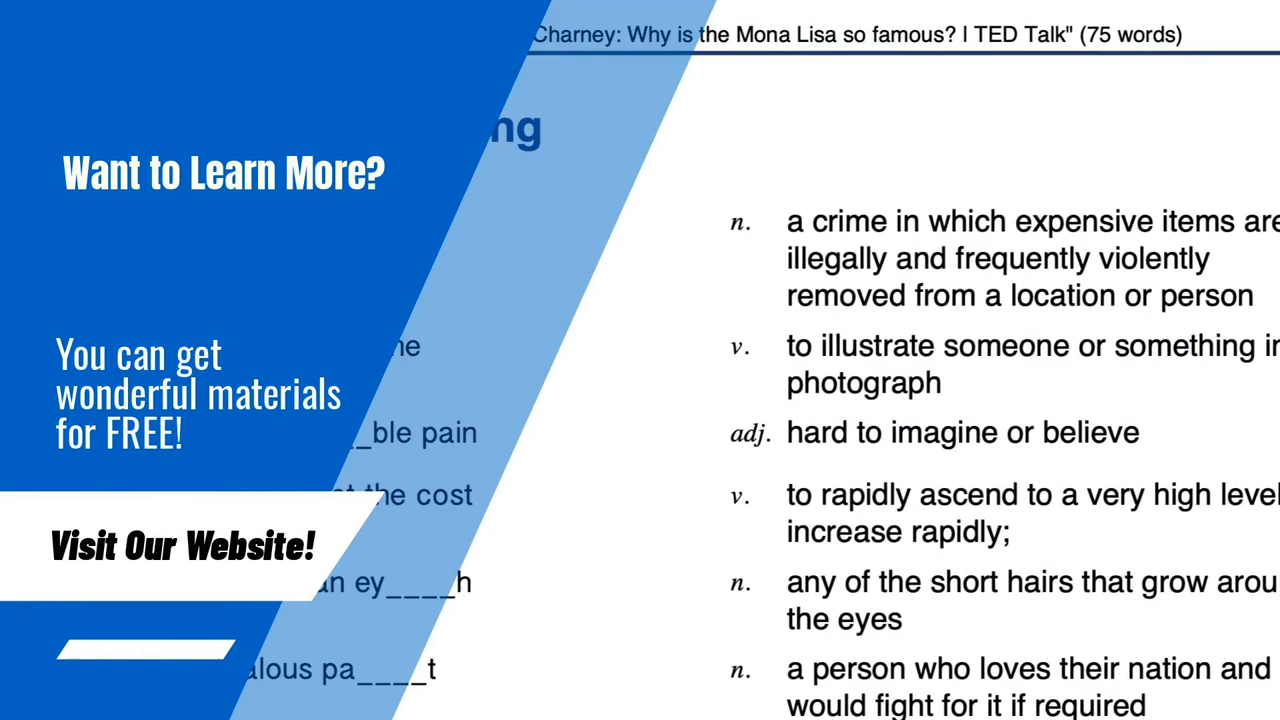 Charney: Why is the Mona Lisa so famous? | TED Talk" (75 words)
ng
Want to Learn More?
You can get
wonderful materials
for FREE!
Visit Our Website!
he
_ble pain
the cost
an ey____h
alous pa____t
n. a crime in which expensive items are
illegally and frequently violently
removed from a location or person
v. to illustrate someone or something in
photograph
adj. hard to imagine or believe
v. to rapidly ascend to a very high level
increase rapidly;
n. any of the short hairs that grow arou
the eyes
n. a person who loves their nation and
would fight for it if required